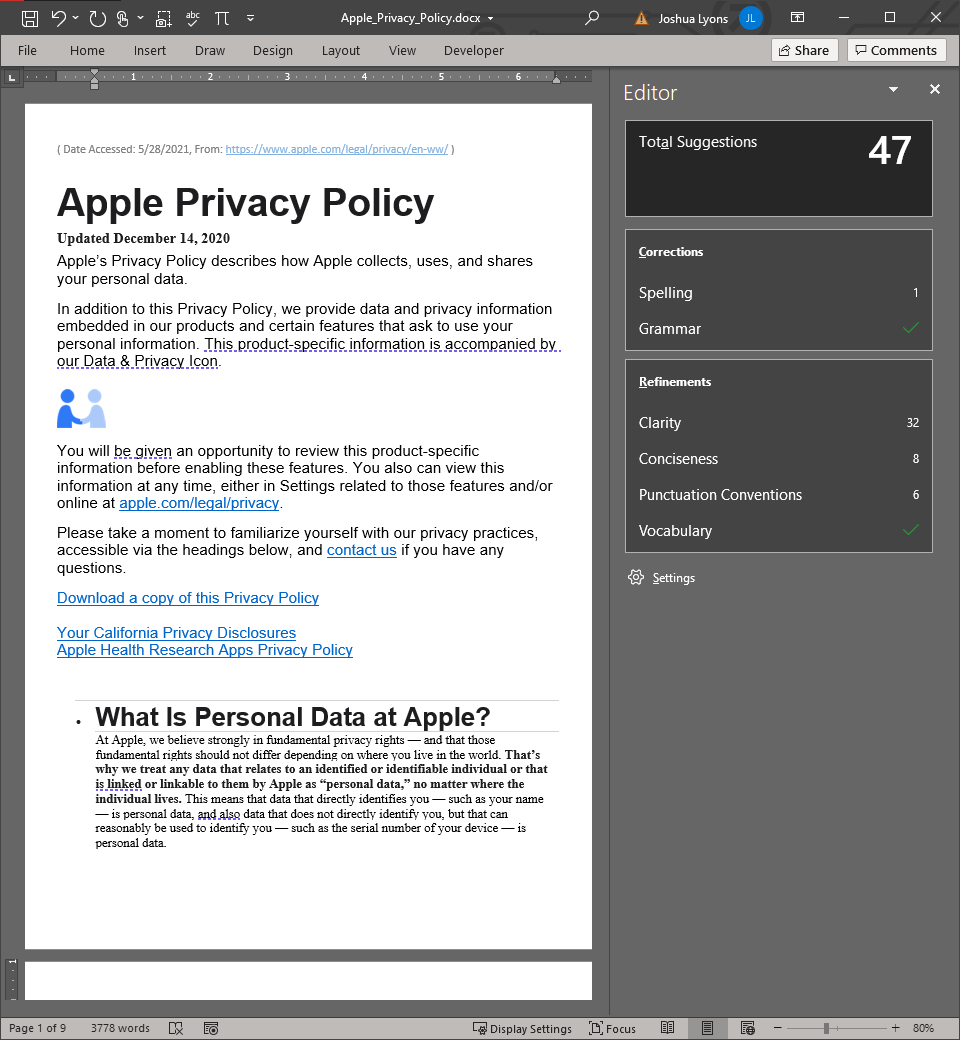 Apple_Privacy_Policy.docx
Joshua Lyons JL
File Home Insert Draw Design Layout View Developer Share Comments
1 2 3 4 5 6
( Date Accessed: 5/28/2021, From: https://www.apple.com/legal/privacy/en-ww/ )
Apple Privacy Policy
Updated December 14, 2020
Apple’s Privacy Policy describes how Apple collects, uses, and shares
your personal data.
In addition to this Privacy Policy, we provide data and privacy information
embedded in our products and certain features that ask to use your
personal information. This product-specific information is accompanied by
our Data & Privacy Icon.
You will be given an opportunity to review this product-specific
information before enabling these features. You also can view this
information at any time, either in Settings related to those features and/or
online at apple.com/legal/privacy.
Please take a moment to familiarize yourself with our privacy practices,
accessible via the headings below, and contact us if you have any
questions.
Download a copy of this Privacy Policy
Your California Privacy Disclosures
Apple Health Research Apps Privacy Policy
• What Is Personal Data at Apple?
At Apple, we believe strongly in fundamental privacy rights — and that those
fundamental rights should not differ depending on where you live in the world. That’s
why we treat any data that relates to an identified or identifiable individual or that
is linked or linkable to them by Apple as “personal data,” no matter where the
individual lives. This means that data that directly identifies you — such as your name
— is personal data, and also data that does not directly identify you, but that can
reasonably be used to identify you — such as the serial number of your device — is
personal data.
1
Editor
Total Suggestions 47
Corrections
Spelling 1
Grammar
Refinements
Clarity 32
Conciseness 8
Punctuation Conventions 6
Vocabulary
Settings
Page 1 of 9 3778 words Display Settings Focus 80%